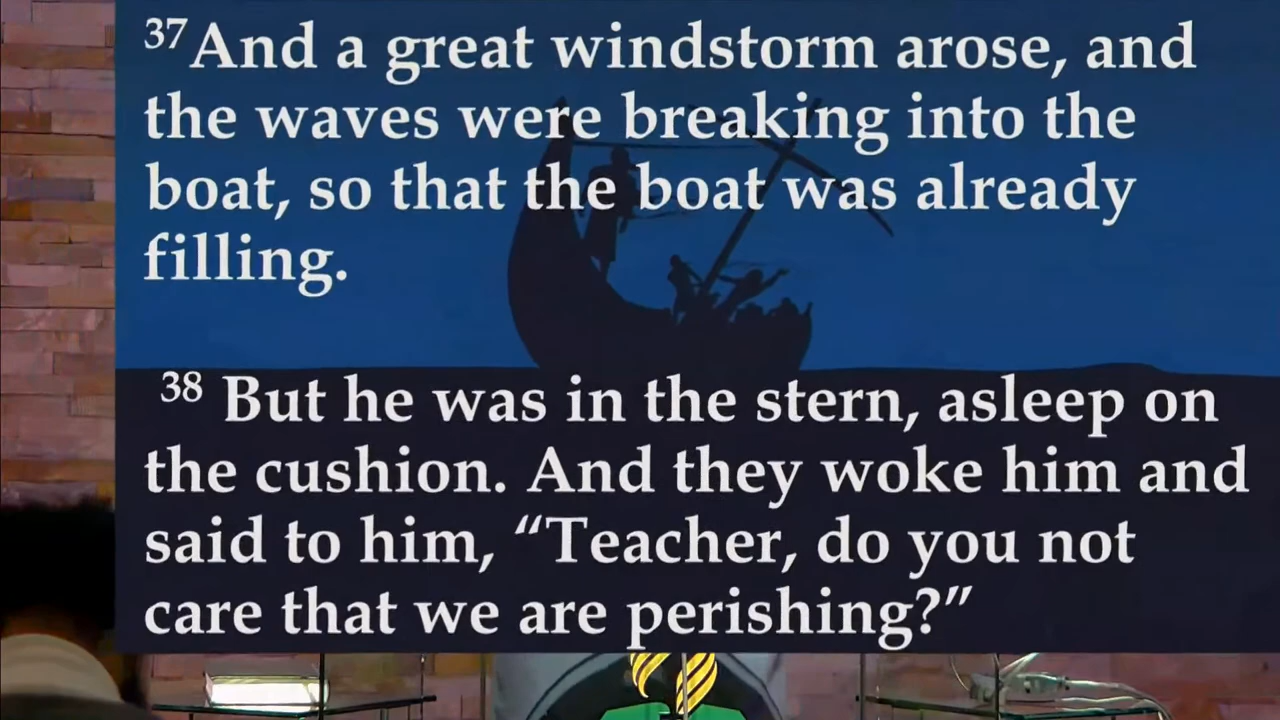 37And a great windstorm arose, and
the waves were breaking into the
boat, so that the boat was already
filling.
38 But he was in the stern, asleep on
the cushion. And they woke him and
said to him, “Teacher, do you not
care that we are perishing?”